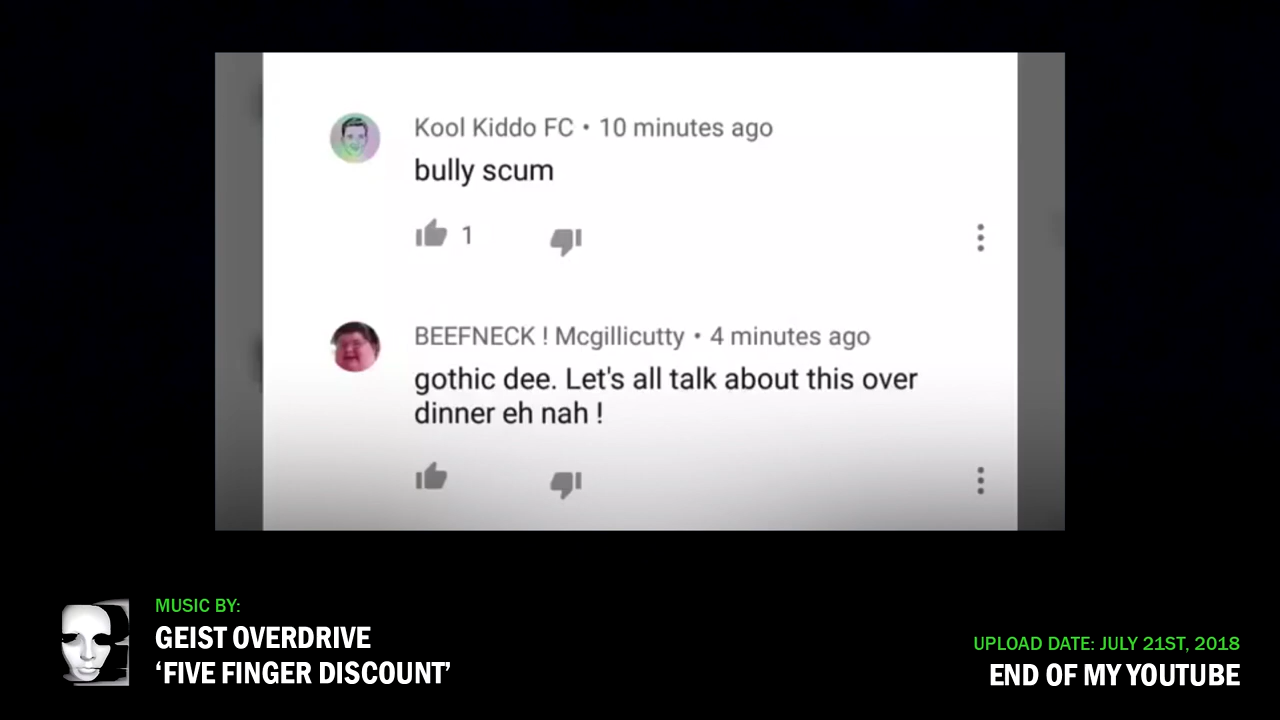 Kool Kiddo FC • 10 minutes ago
bully scum
1
BEEFNECK ! Mcgillicutty • 4 minutes ago
gothic dee. Let's all talk about this over
dinner eh nah !
MUSIC BY:
GEIST OVERDRIVE
‘FIVE FINGER DISCOUNT’
UPLOAD DATE: JULY 21ST, 2018
END OF MY YOUTUBE